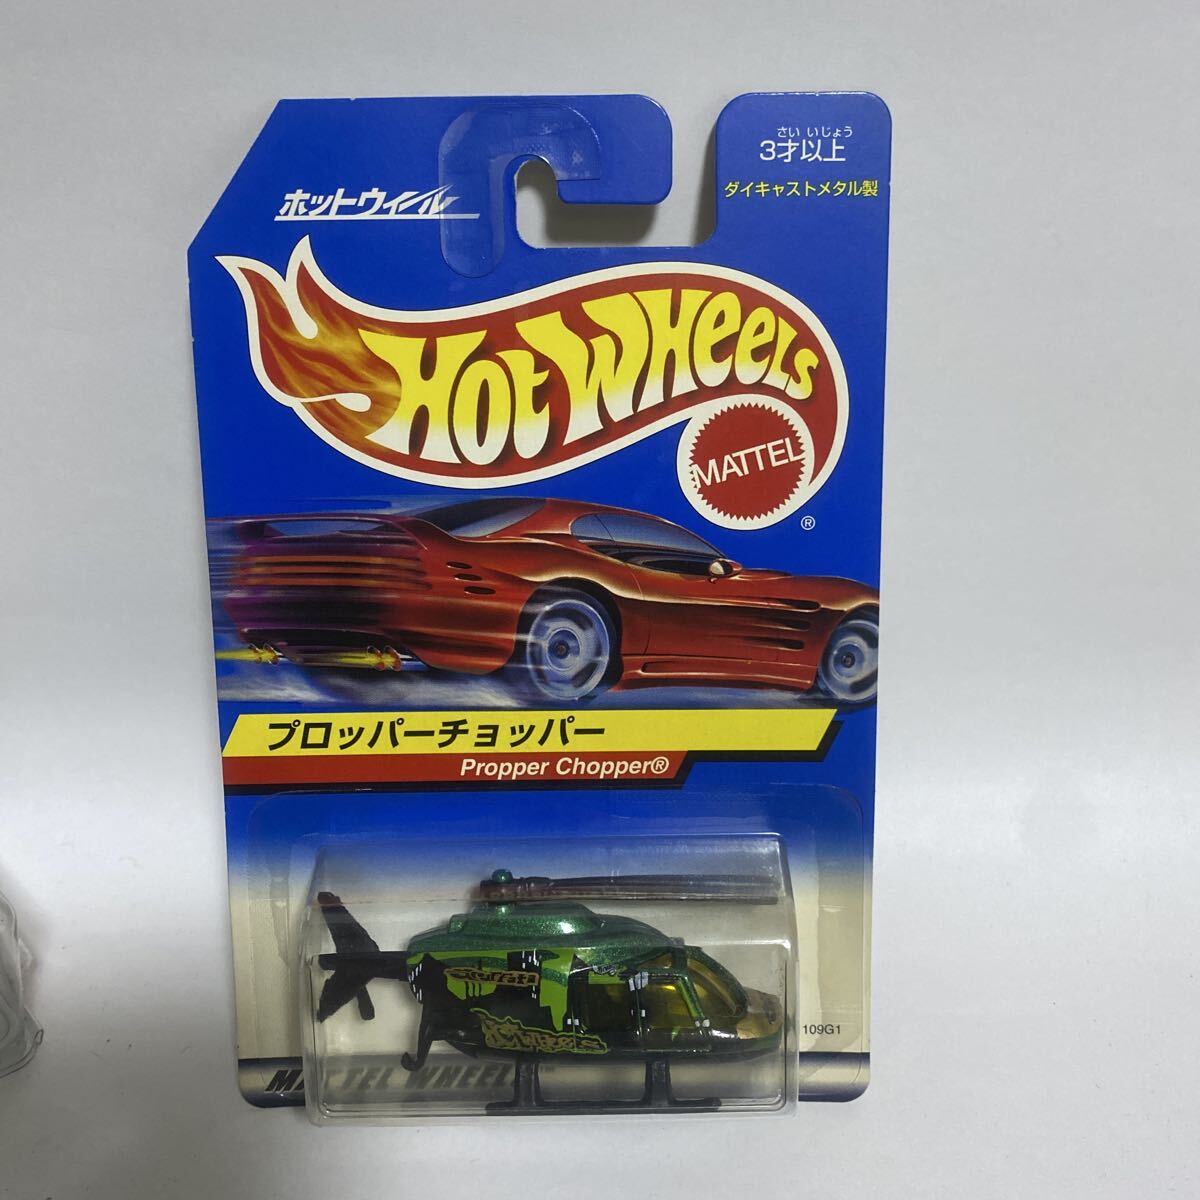 さい いじょう
3才以上
ダイキャストメタル製
ホットウィール
HOT WHEELS
MATTEL
®
プロッパーチョッパー
Propper Chopper®
109G1
MATTEL WHEEL